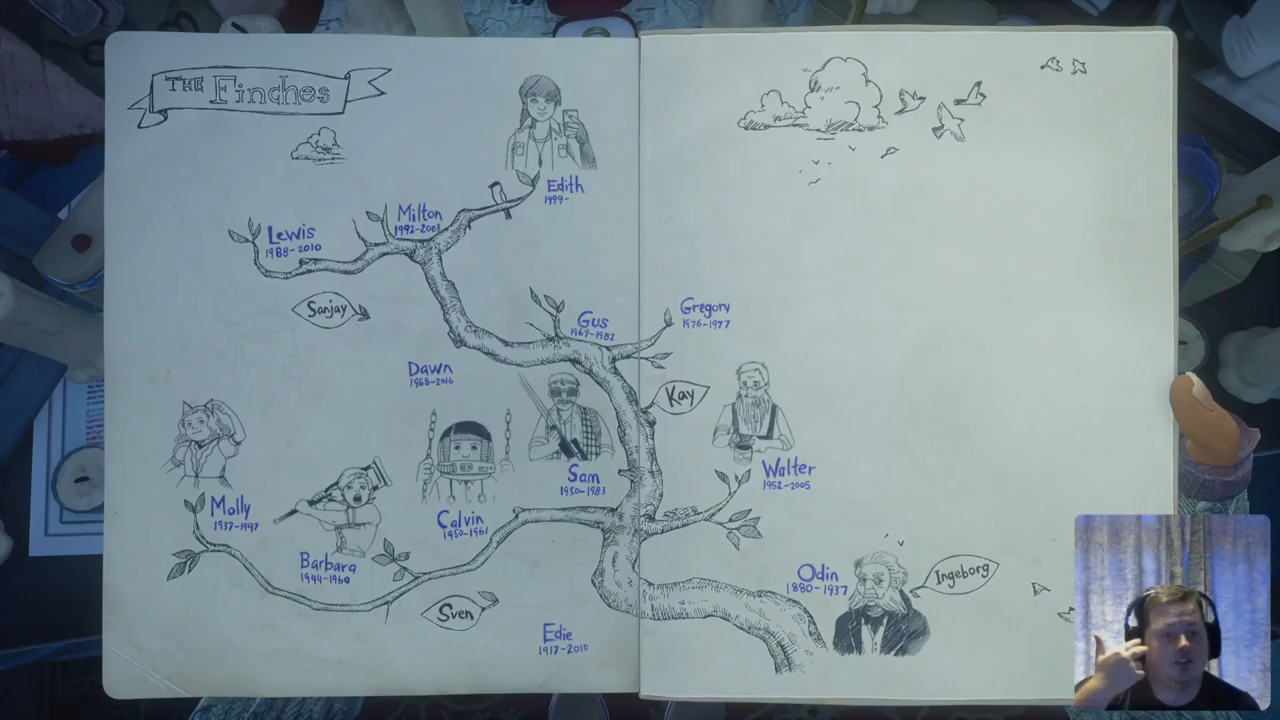 THE Finches
Edith
1999-
Milton
1992-2003
Lewis
1988-2010
Sanjay
Gregory
1976-1977
Gus
1969-1982
Dawn
1968-2016
Kay
Walter
1952-2005
Sam
1950-1983
Calvin
1950-1961
Molly
1937-1947
Barbara
1944-1960
Odin
1880-1937
Ingeborg
Sven
Edie
1917-2010